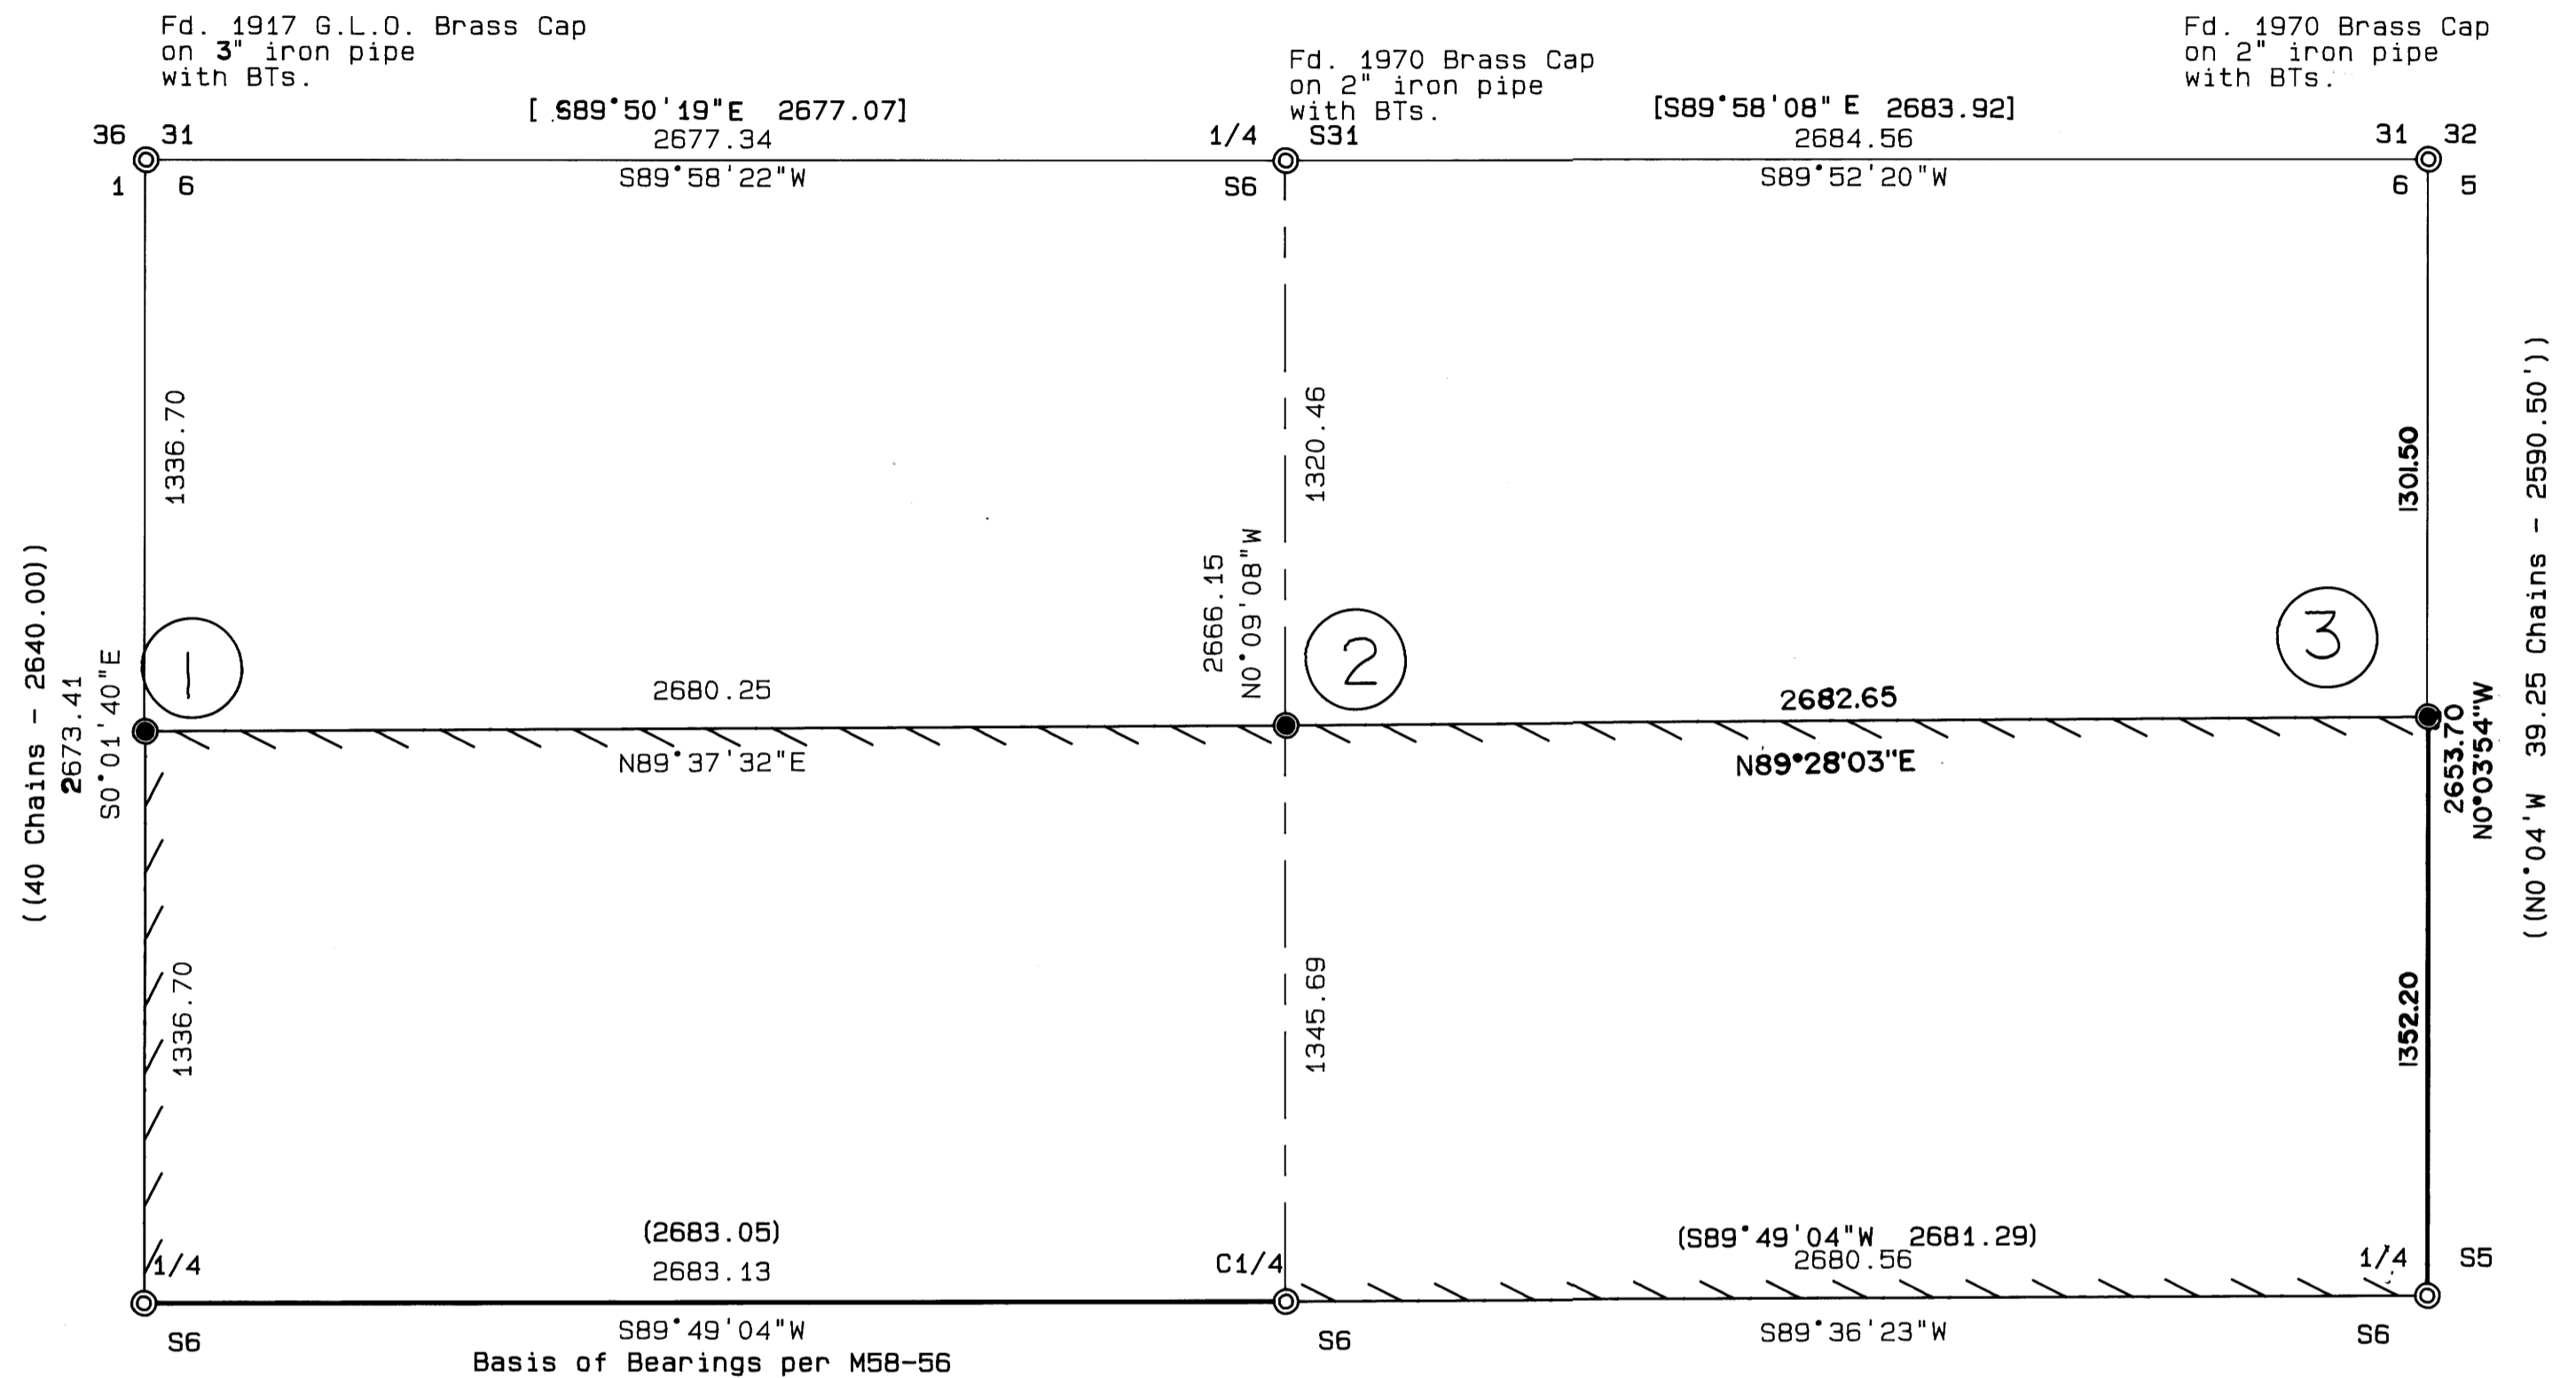 Fd. 1917 G.L.O. Brass Cap
on 3" iron pipe
with BTs.
Fd. 1970 Brass Cap
on 2" iron pipe
with BTs.
Fd. 1970 Brass Cap
on 2" iron pipe
with BTs.
[ S89°50'19"E 2677.07]
2677.34
S89°58'22"W
[S89°58'08" E 2683.92]
2684.56
S89°52'20"W
36 31
1 6
1/4 S31
S6
31 32
6 5
1336.70
1320.46
1301.50
((40 Chains - 2640.00))
2673.41
S0°01'40"E
2666.15
N0°09'08"W
2653.70
N0°03'54"W
((N0°04'W 39.25 Chains - 2590.50'))
1
2
3
2680.25
N89°37'32"E
2682.65
N89°28'03"E
1336.70
1345.69
1352.20
1/4
S6
(2683.05)
2683.13
S89°49'04"W
Basis of Bearings per M58-56
C1/4
S6
(S89°49'04"W 2681.29)
2680.56
S89°36'23"W
1/4 S5
S6